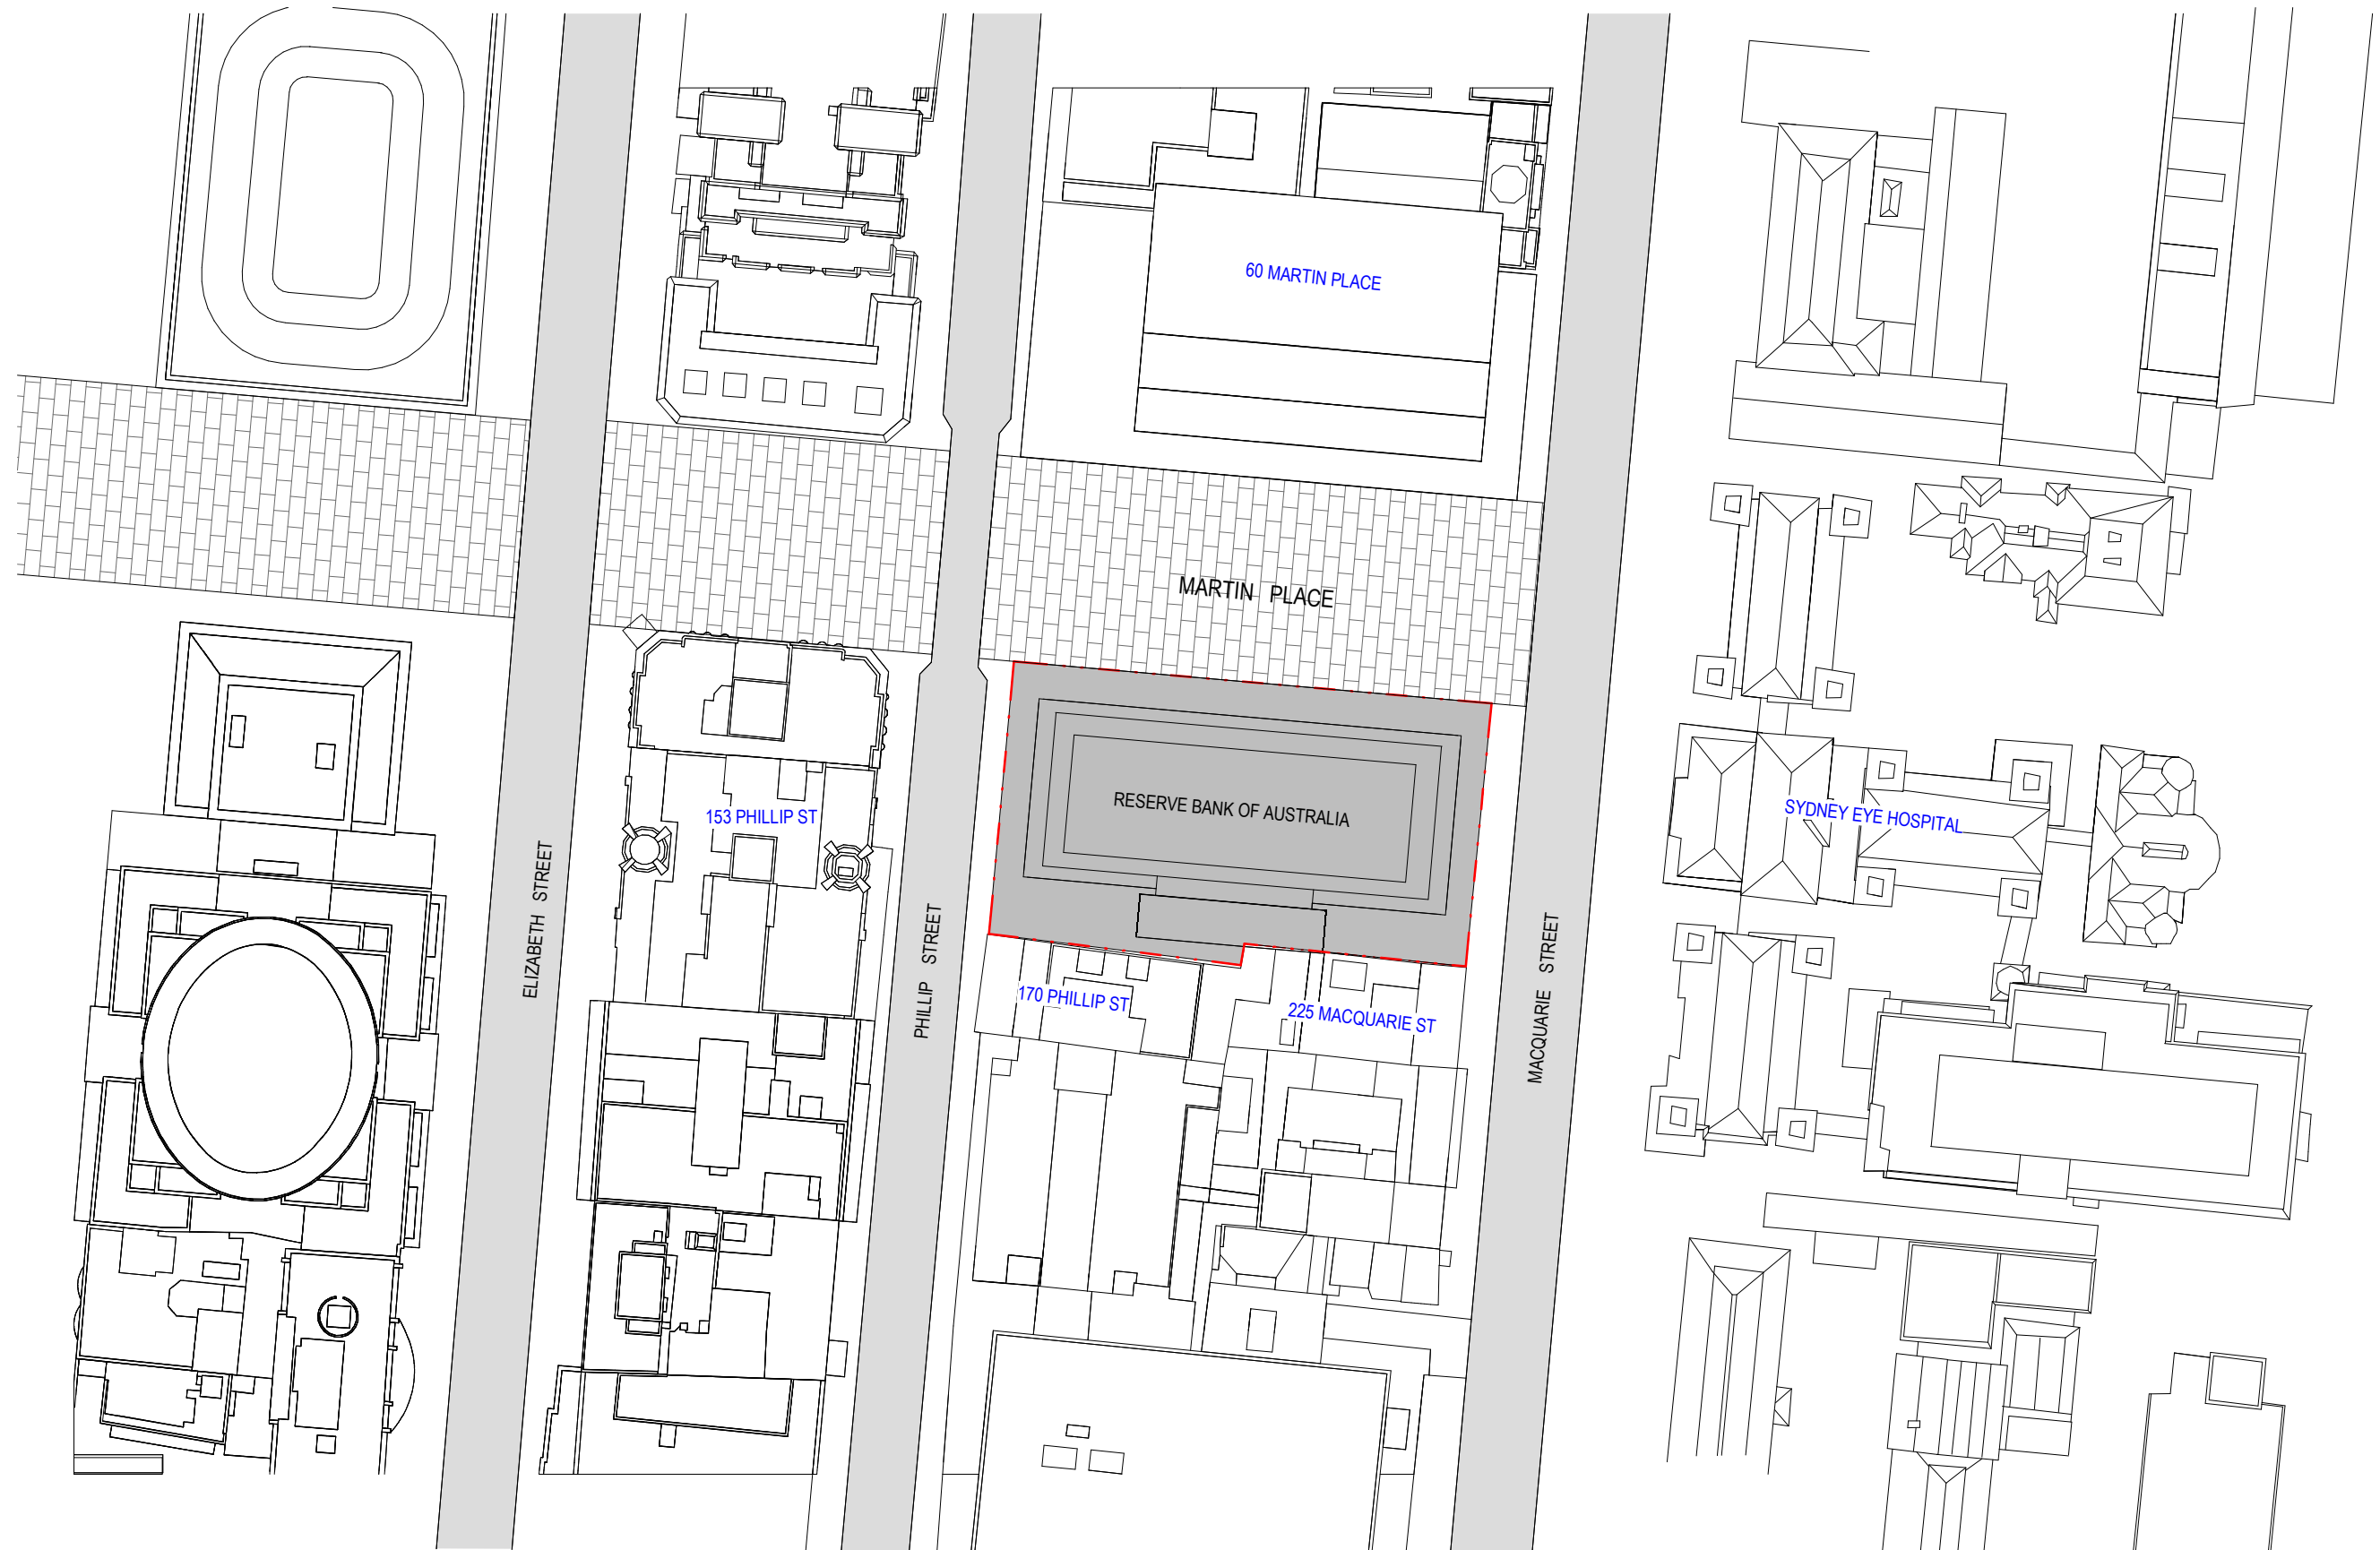 60 MARTIN PLACE
MARTIN PLACE
RESERVE BANK OF AUSTRALIA
153 PHILLIP ST
SYDNEY EYE HOSPITAL
ELIZABETH STREET
PHILLIP STREET
MACQUARIE STREET
170 PHILLIP ST
225 MACQUARIE ST